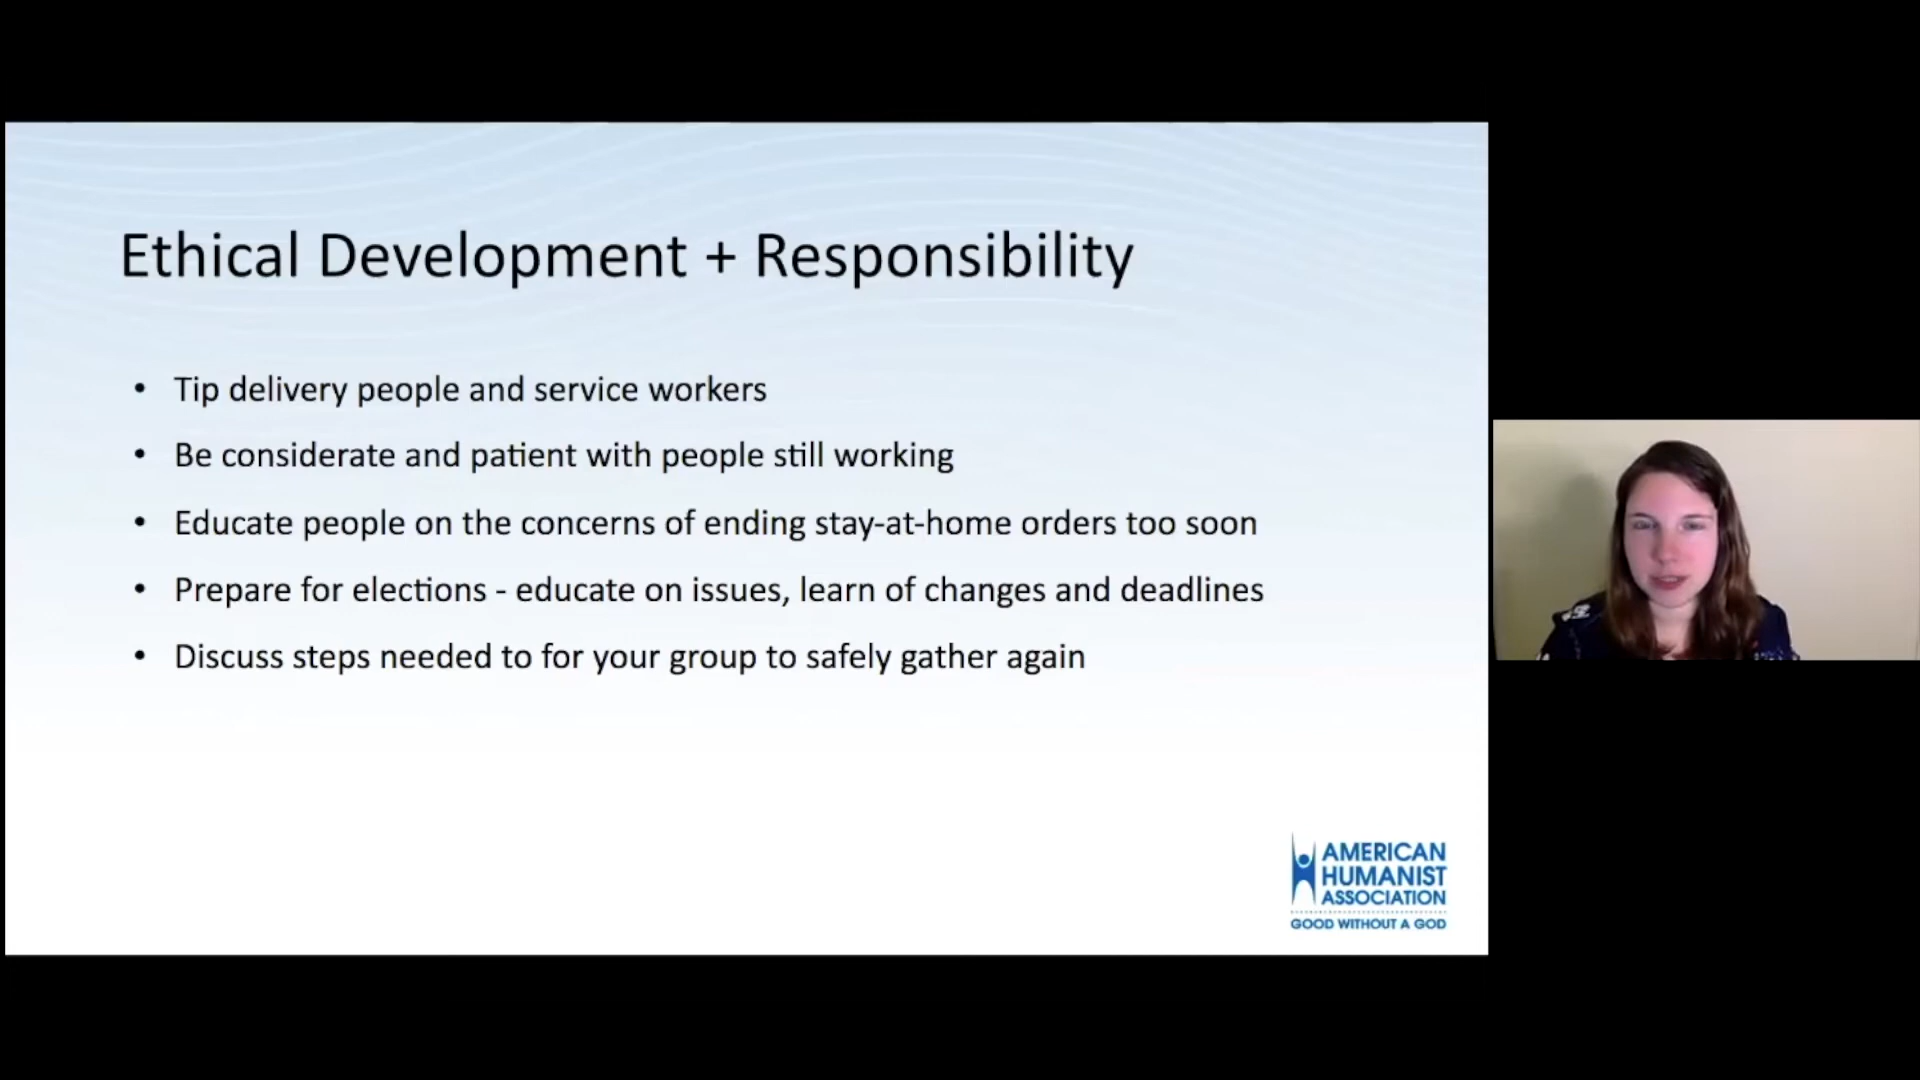 Ethical Development + Responsibility
• Tip delivery people and service workers
• Be considerate and patient with people still working
• Educate people on the concerns of ending stay-at-home orders too soon
• Prepare for elections - educate on issues, learn of changes and deadlines
• Discuss steps needed to for your group to safely gather again
AMERICAN
HUMANIST
ASSOCIATION
GOOD WITHOUT A GOD